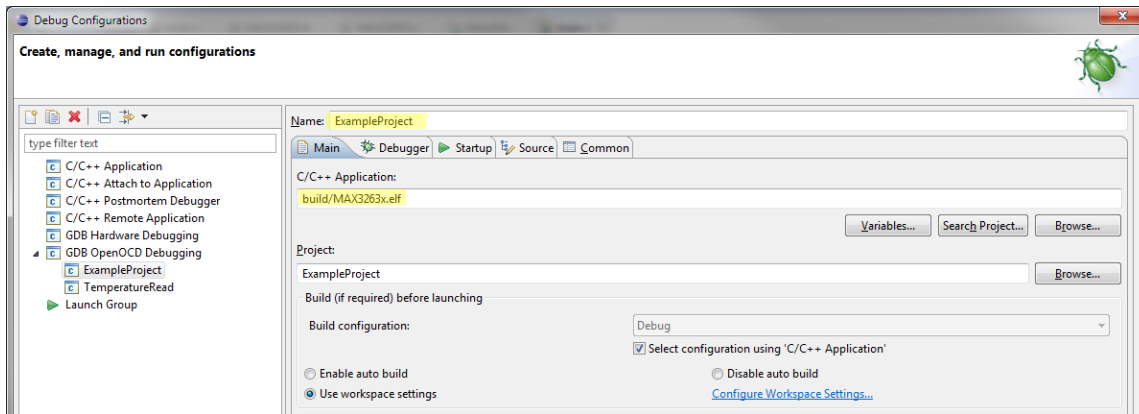 Debug Configurations
Create, manage, and run configurations
type filter text
C/C++ Application
C/C++ Attach to Application
C/C++ Postmortem Debugger
C/C++ Remote Application
GDB Hardware Debugging
GDB OpenOCD Debugging
ExampleProject
TemperatureRead
Launch Group
Name: ExampleProject
Main Debugger Startup Source Common
C/C++ Application:
build/MAX3263x.elf
Variables... Search Project... Browse...
Project:
ExampleProject Browse...
Build (if required) before launching
Build configuration: Debug
Select configuration using 'C/C++ Application'
Enable auto build Disable auto build
Use workspace settings Configure Workspace Settings...